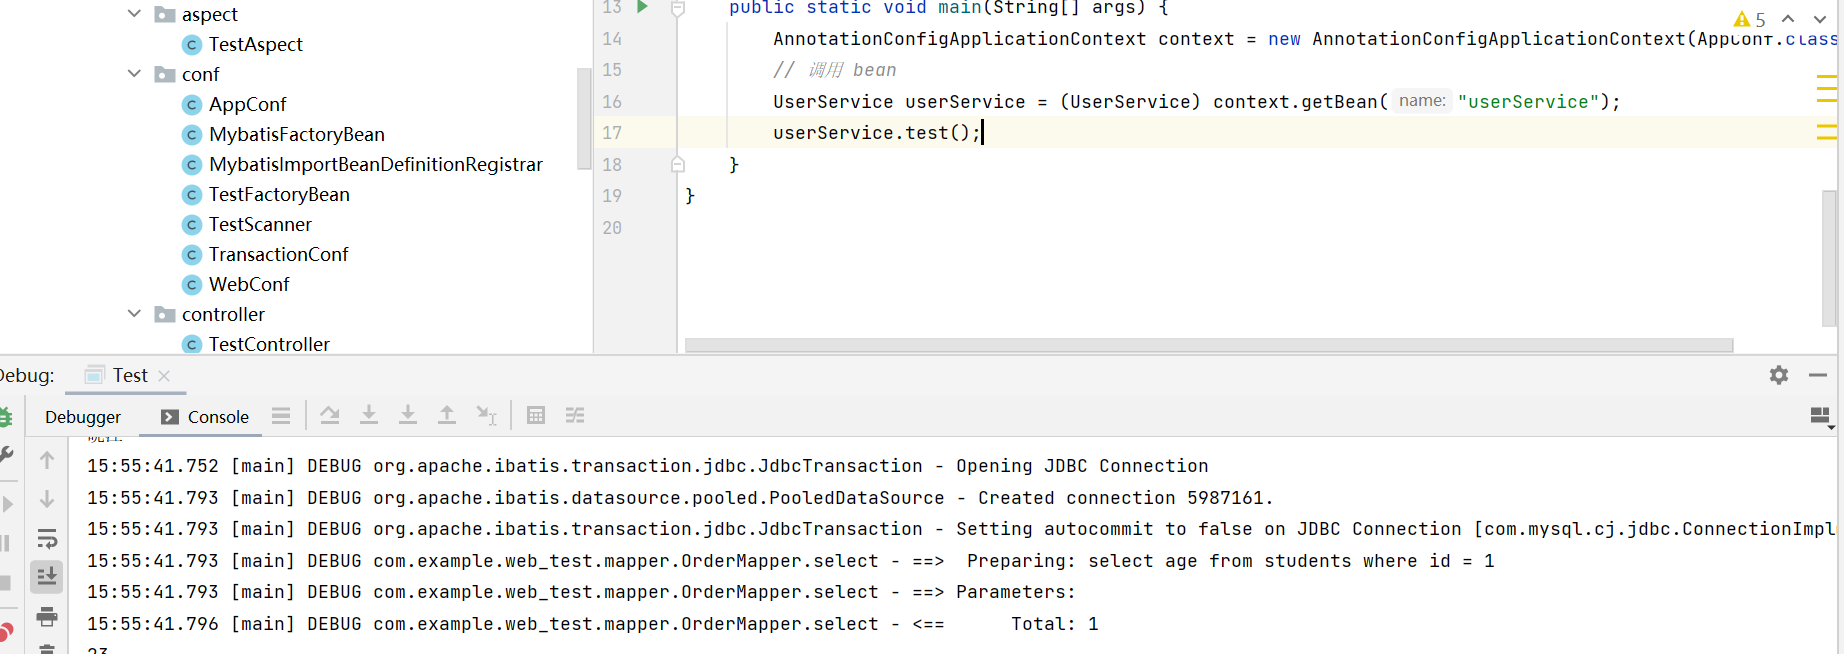 aspect
TestAspect
conf
AppConf
MybatisFactoryBean
MybatisImportBeanDefinitionRegistrar
TestFactoryBean
TestScanner
TransactionConf
WebConf
controller
TestController
13 public static void main(String[] args) {
5
14 AnnotationConfigApplicationContext context = new AnnotationConfigApplicationContext(AppConf.class
15 // 调用 bean
16 UserService userService = (UserService) context.getBean( name: "userService");
17 userService.test();
18 }
19 }
20
Debug: Test
Debugger Console
15:55:41.752 [main] DEBUG org.apache.ibatis.transaction.jdbc.JdbcTransaction - Opening JDBC Connection
15:55:41.793 [main] DEBUG org.apache.ibatis.datasource.pooled.PooledDataSource - Created connection 5987161.
15:55:41.793 [main] DEBUG org.apache.ibatis.transaction.jdbc.JdbcTransaction - Setting autocommit to false on JDBC Connection [com.mysql.cj.jdbc.ConnectionImpl
15:55:41.793 [main] DEBUG com.example.web_test.mapper.OrderMapper.select - ==>  Preparing: select age from students where id = 1
15:55:41.793 [main] DEBUG com.example.web_test.mapper.OrderMapper.select - ==> Parameters:
15:55:41.796 [main] DEBUG com.example.web_test.mapper.OrderMapper.select - <==      Total: 1
23